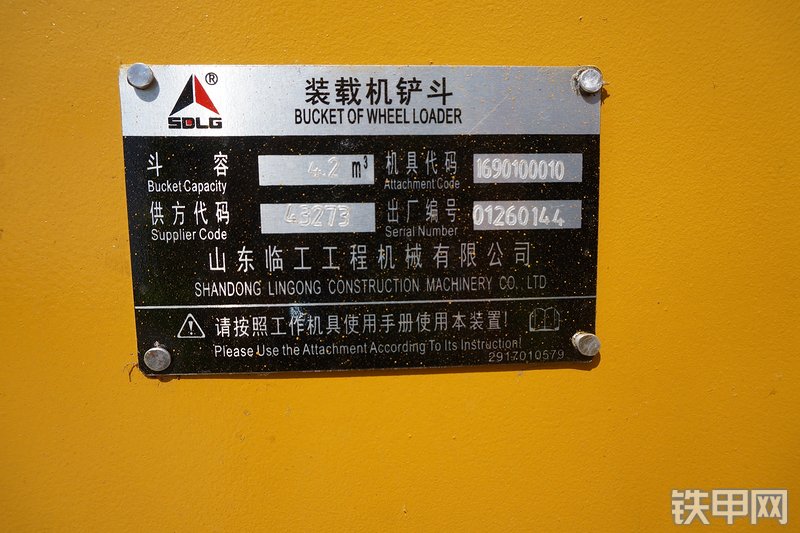 ®
SDLG
装载机铲斗
BUCKET OF WHEEL LOADER
斗容 4.2 m³ 机具代码 1690100010
Bucket Capacity Attachment Code
供方代码 43273 出厂编号 01260144
Supplier Code Serial Number
山东临工工程机械有限公司
SHANDONG LINGONG CONSTRUCTION MACHINERY CO., LTD
请按照工作机具使用手册使用本装置!
Please Use the Attachment According To Its Instruction!
2917010579
铁甲网